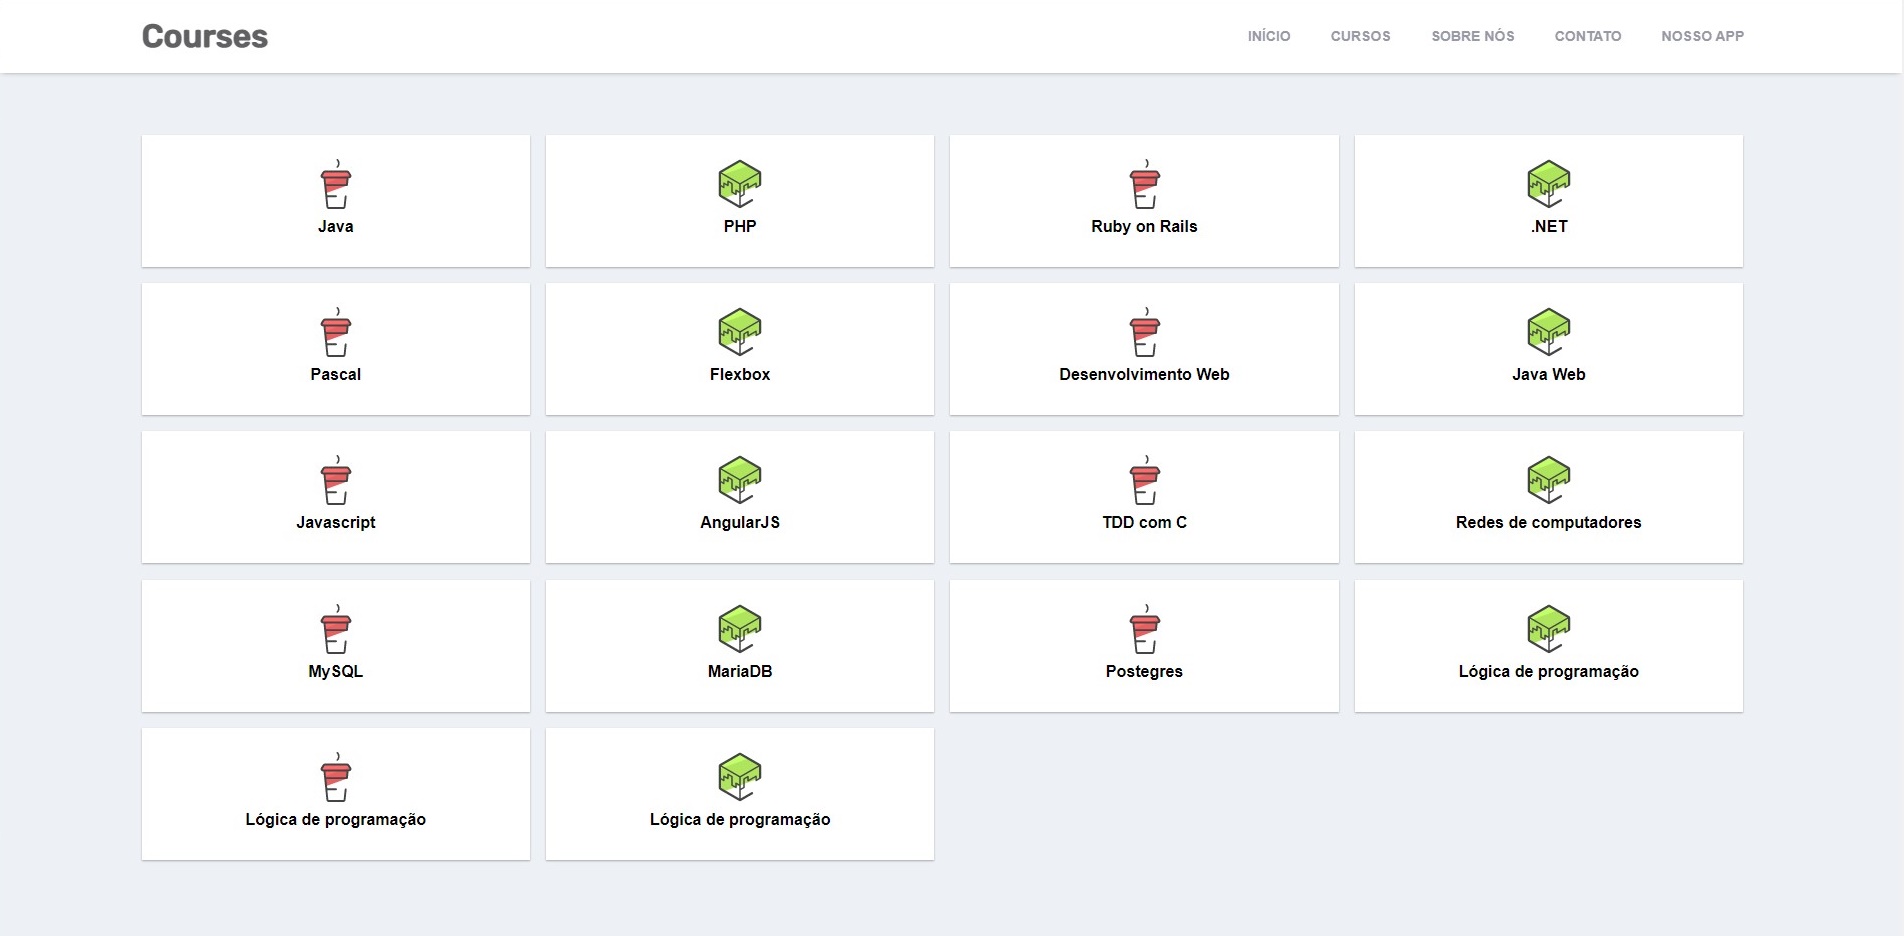 Courses
INÍCIO CURSOS SOBRE NÓS CONTATO NOSSO APP
Java PHP Ruby on Rails .NET
Pascal Flexbox Desenvolvimento Web Java Web
Javascript AngularJS TDD com C Redes de computadores
MySQL MariaDB Postegres Lógica de programação
Lógica de programação Lógica de programação